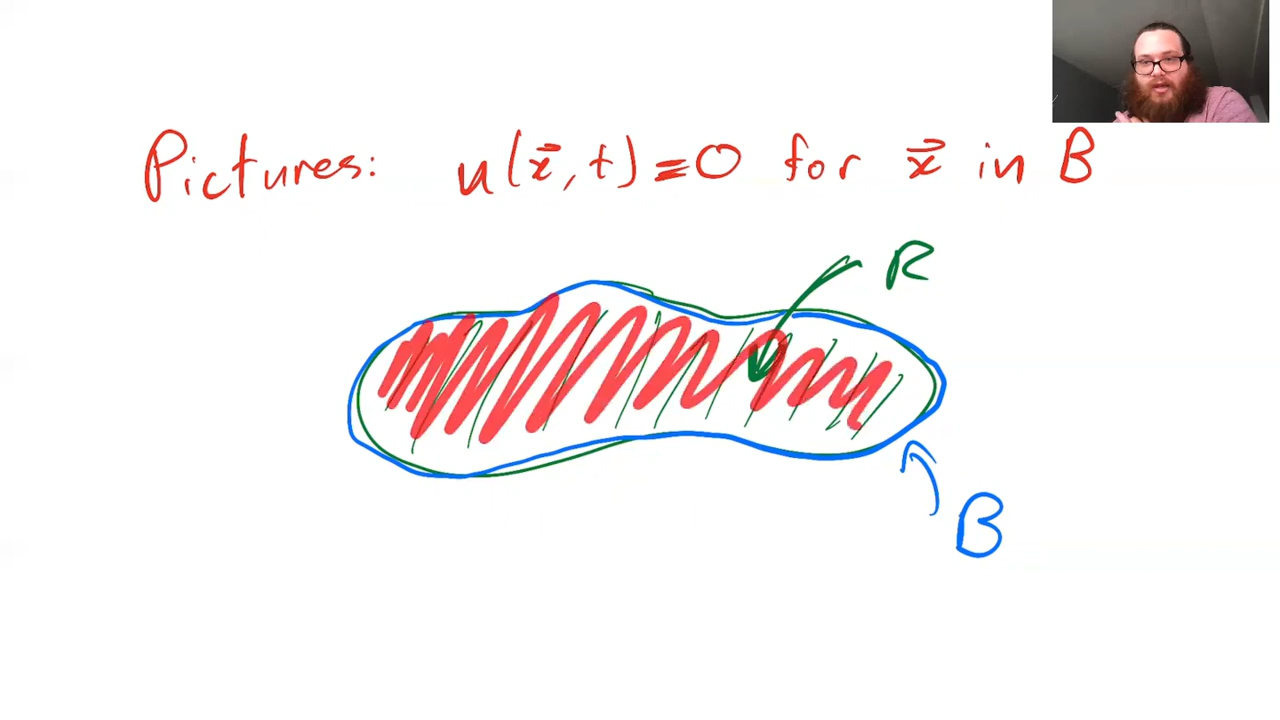 Pictures: u(x⃗,t)=0 for x⃗ in B
R
B